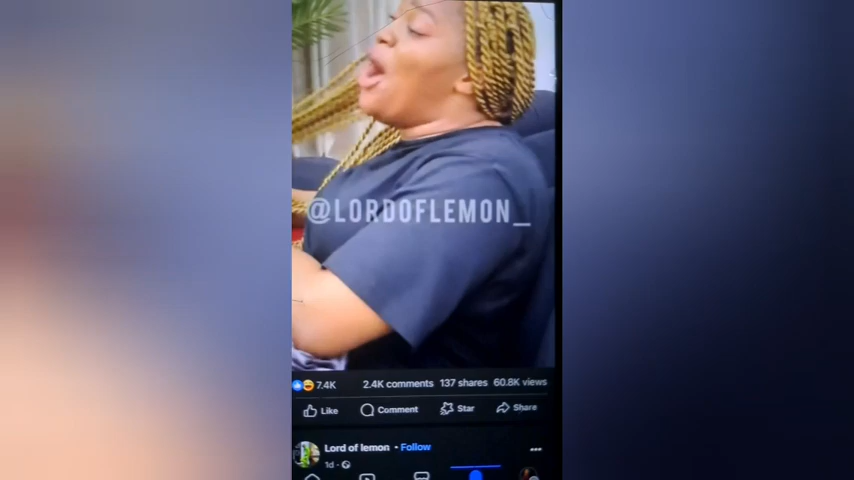 @LORDOFLEMON_
7.4K 2.4K comments 137 shares 60.8K views
Like Comment Star Share
Lord of lemon • Follow
1d